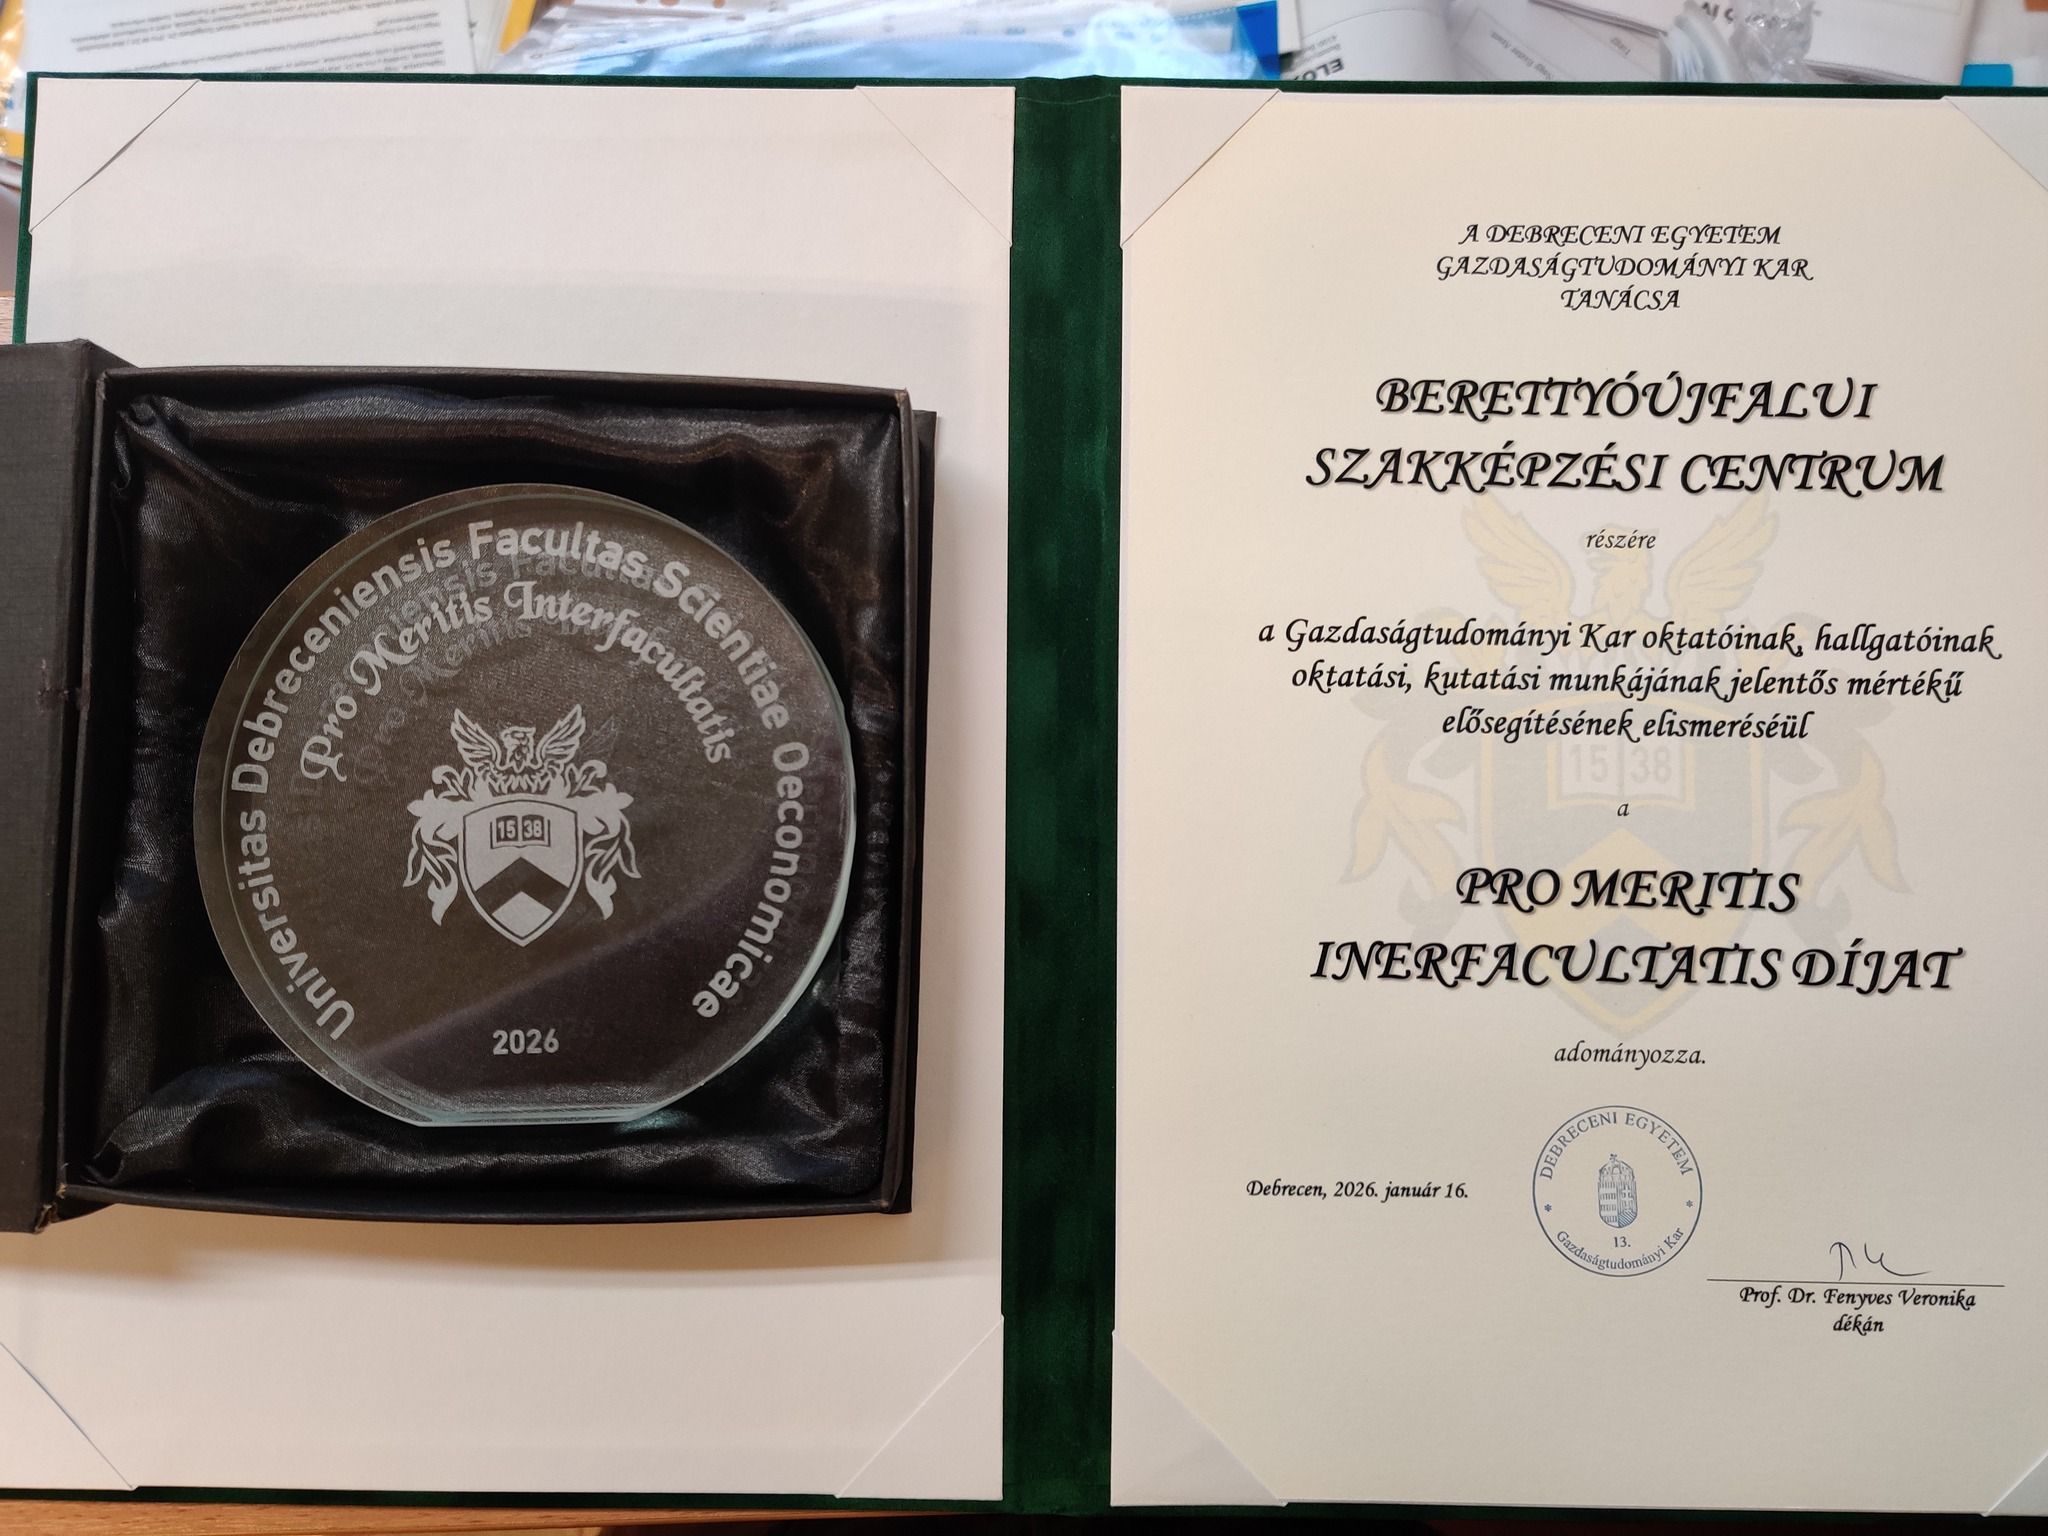 Universitas Debreceniensis Facultas Scientiae Oeconomicae
Pro Meritis Interfacultatis
15 38
2026
A DEBRECENI EGYETEM
GAZDASÁGTUDOMÁNYI KAR
TANÁCSA
BERETTYÓÚJFALUI
SZAKKÉPZÉSI CENTRUM
részére
a Gazdaságtudományi Kar oktatóinak, hallgatóinak
oktatási, kutatási munkájának jelentős mértékű
elősegítésének elismeréséül
15 38
a
PRO MERITIS
INERFACULTATIS DÍJAT
adományozza.
Debrecen, 2026. január 16.
DEBRECENI EGYETEM
13.
Gazdaságtudományi Kar
Prof. Dr. Fenyves Veronika
dékán